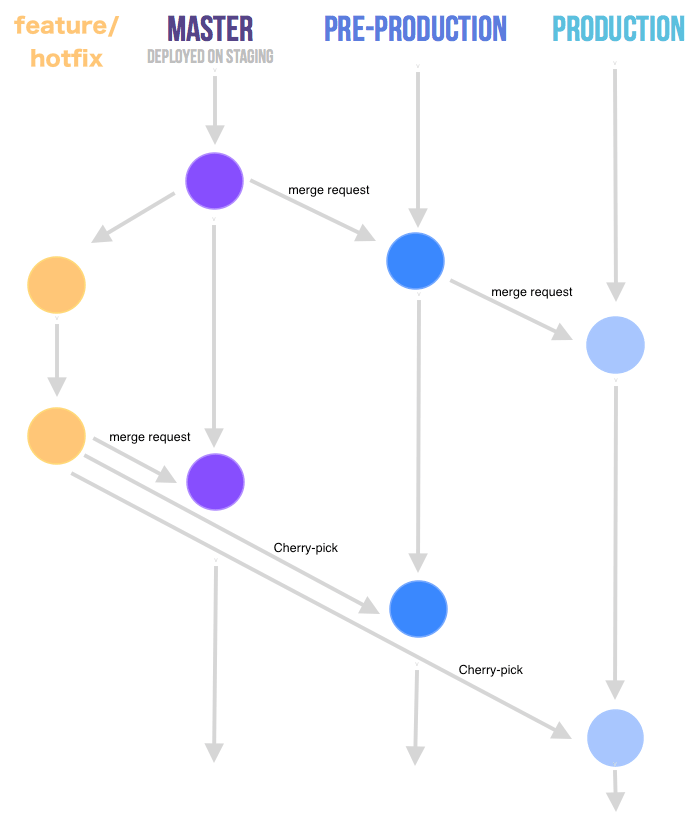 feature/
hotfix
MASTER
DEPLOYED ON STAGING
PRE-PRODUCTION
PRODUCTION
merge request
merge request
merge request
Cherry-pick
Cherry-pick